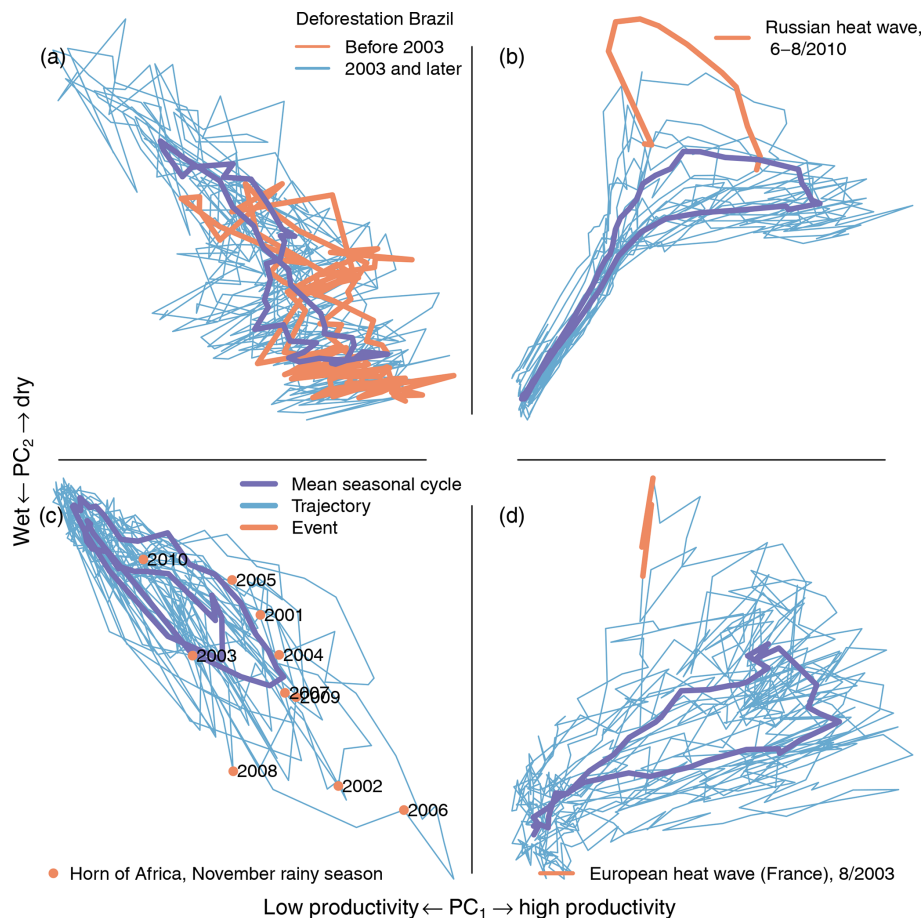 (a)
Deforestation Brazil
Before 2003
2003 and later
(b)
Russian heat wave,
6–8/2010
Wet ← PC2 → dry
(c)
Mean seasonal cycle
Trajectory
Event
2010
2005
2001
2003
2004
2007
2009
2008
2002
2006
Horn of Africa, November rainy season
(d)
European heat wave (France), 8/2003
Low productivity ← PC1 → high productivity